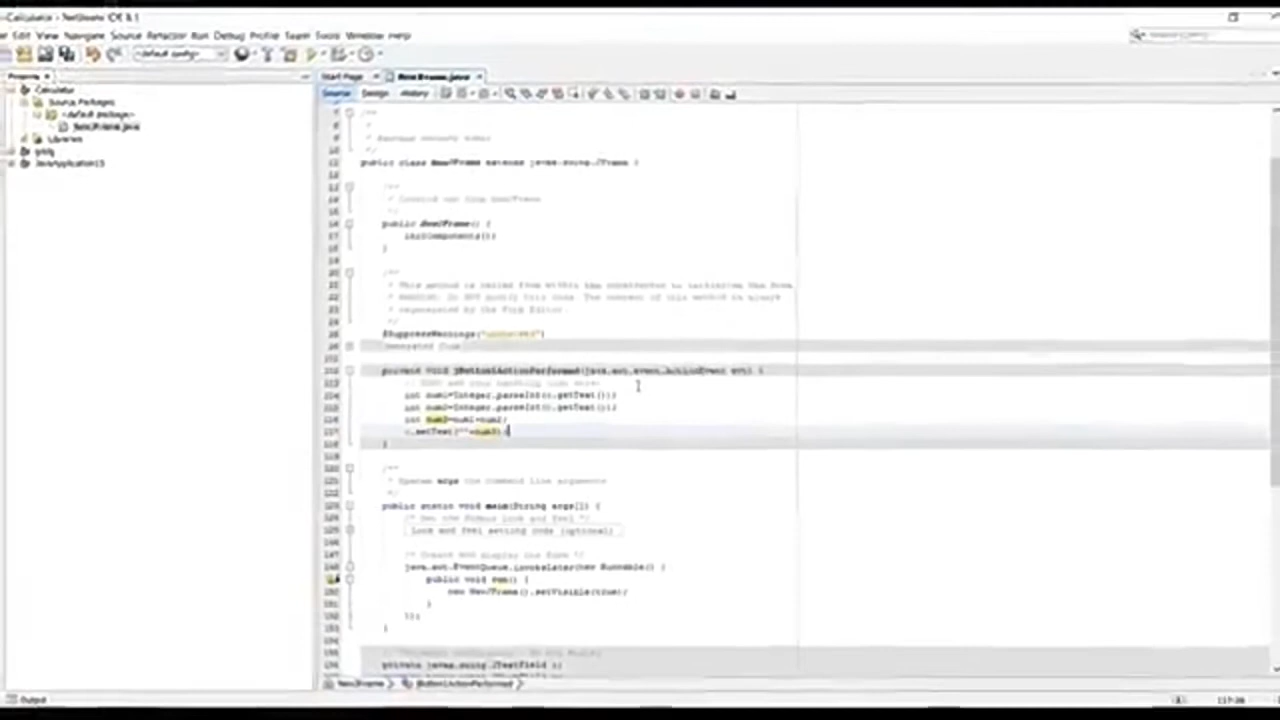 Calculator - NetBeans IDE 8.1
Edit View Navigate Source Refactor Run Debug Profile Team Tools Window Help
<default config>
Projects
Start Page
NewJFrame.java
Calculator
Source Packages
<default package>
NewJFrame.java
Libraries
JavaApplication15
Source Design History
/**
*
*
*/
public class NewJFrame extends javax.swing.JFrame {
/**
* Creates new form NewJFrame
*/
public NewJFrame() {
initComponents();
}
/**
* This method is called from within the constructor to initialize the form.
* WARNING: Do NOT modify this code. The content of this method is always
* regenerated by the Form Editor.
*/
@SuppressWarnings("unchecked")
Generated Code
private void jButton1ActionPerformed(java.awt.event.ActionEvent evt) {
// TODO add your handling code here:
int num1=Integer.parseInt( .getText());
int num2=Integer.parseInt( .getText());
int num3=num1+num2;
.setText(""+num3);
}
/**
* @param args the command line arguments
*/
public static void main(String args[]) {
/* Set the Nimbus look and feel */
Look and feel setting code (optional)
/* Create and display the form */
java.awt.EventQueue.invokeLater(new Runnable() {
public void run() {
new NewJFrame().setVisible(true);
}
});
}
private javax.swing.JTextField
NewJFrame
jButton1ActionPerformed
Output